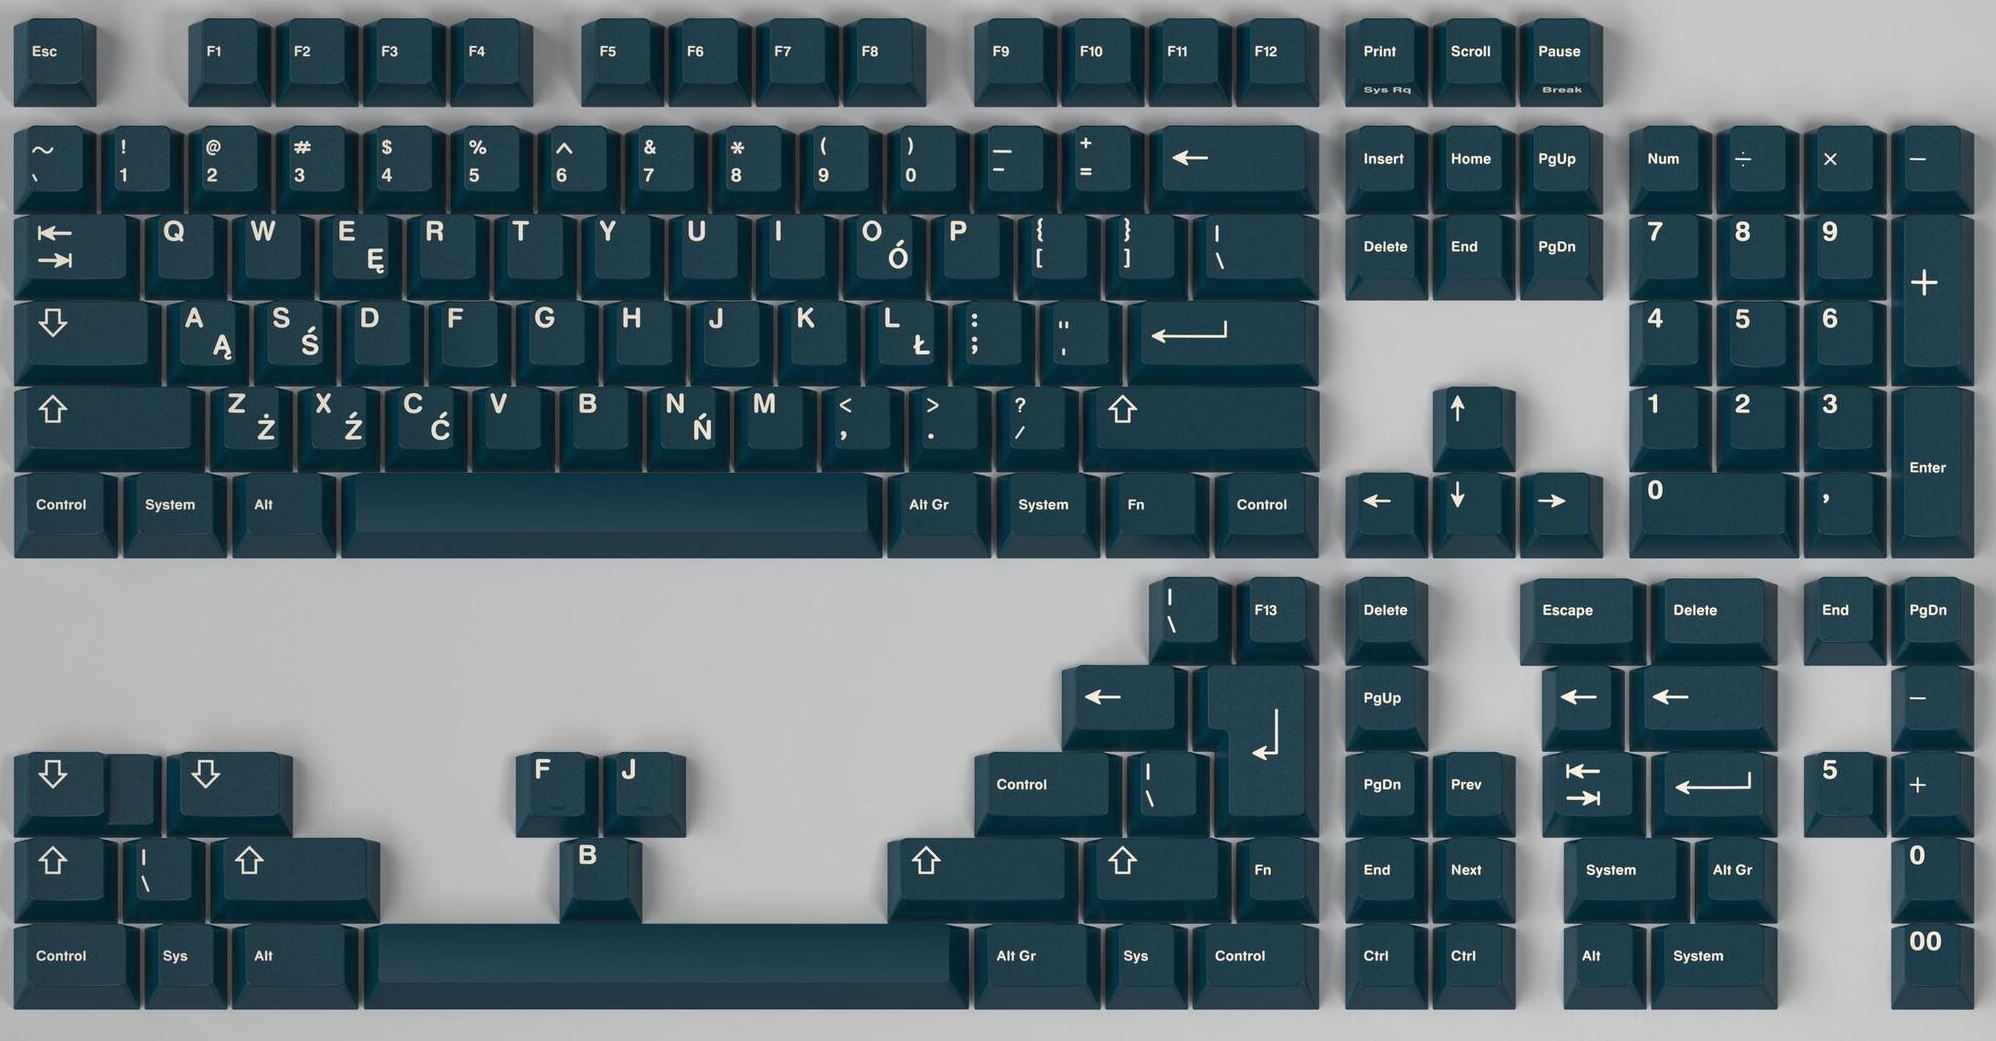 Esc F1 F2 F3 F4 F5 F6 F7 F8 F9 F10 F11 F12 Print Scroll Pause
Sys Rq Break
~ ! @ # $ % ^ & * ( ) — + ← Insert Home PgUp Num ÷ × −
` 1 2 3 4 5 6 7 8 9 0 - =
⇤ Q W E R T Y U I O P { } | Delete End PgDn 7 8 9 +
⇥ Ę Ó [ ] \
⇩ A S D F G H J K L : " ↵ 4 5 6
Ą Ś Ł ; '
⇧ Z X C V B N M < > ? ⇧ ↑ 1 2 3 Enter
Ż Ź Ć Ń , . /
Control System Alt Alt Gr System Fn Control ← ↓ → 0 ,
| F13 Delete Escape Delete End PgDn
\
← ↵ PgUp ← ← −
⇩ ⇩ F J Control | PgDn Prev ⇤ ↵ 5 +
\ ⇥
⇧ | ⇧ B ⇧ ⇧ Fn End Next System Alt Gr 0
\
Control Sys Alt Alt Gr Sys Control Ctrl Ctrl Alt System 00